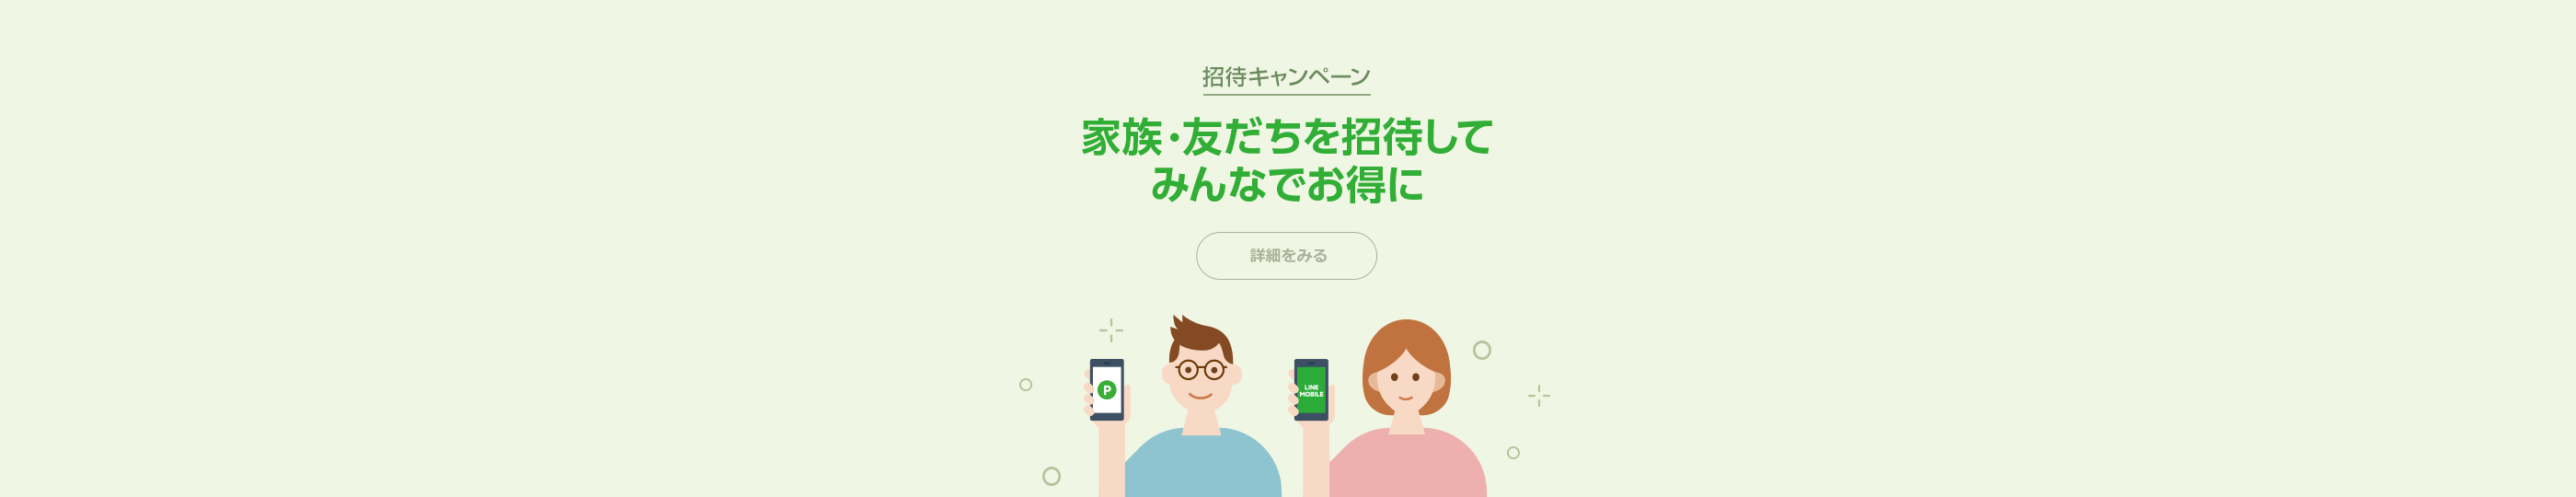 招待キャンペーン
家族・友だちを招待して
みんなでお得に
詳細をみる
P
LINE
MOBILE